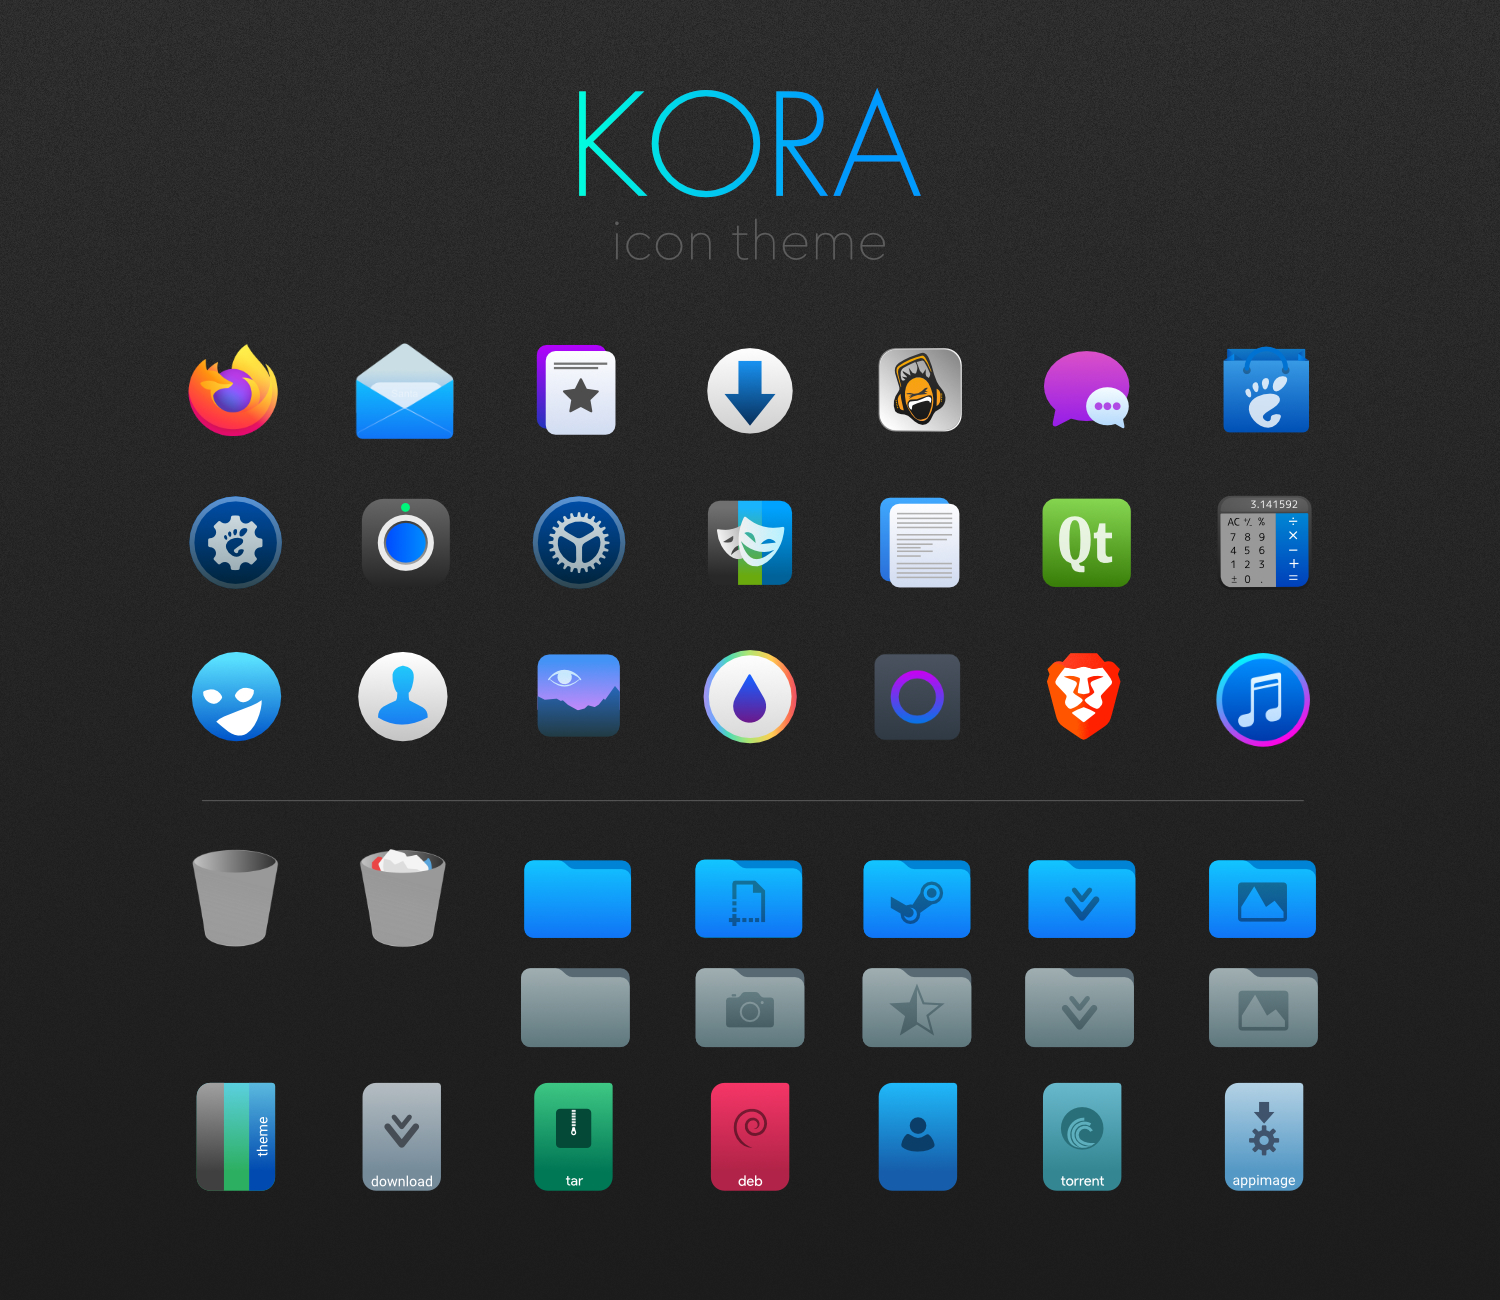 KORA
icon theme
Qt
3.141592
AC +/- % ÷
7 8 9 ×
4 5 6 −
1 2 3 +
± 0 . =
theme
download
tar
deb
torrent
appimage